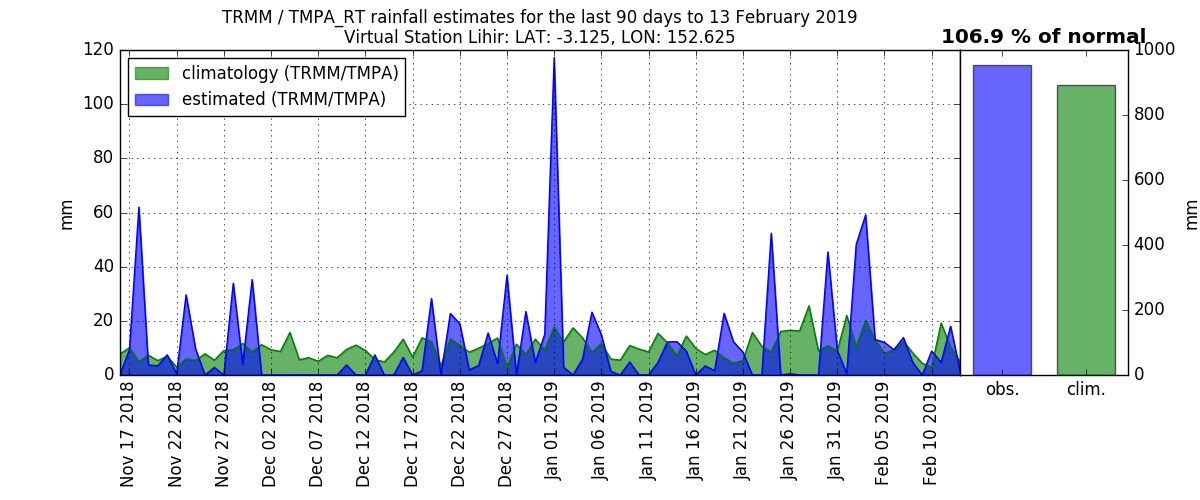 TRMM / TMPA_RT rainfall estimates for the last 90 days to 13 February 2019
Virtual Station Lihir: LAT: -3.125, LON: 152.625
106.9 % of normal
climatology (TRMM/TMPA)
estimated (TRMM/TMPA)
mm
120
100
80
60
40
20
0
1000
800
600
400
200
0
mm
Nov 17 2018
Nov 22 2018
Nov 27 2018
Dec 02 2018
Dec 07 2018
Dec 12 2018
Dec 17 2018
Dec 22 2018
Dec 27 2018
Jan 01 2019
Jan 06 2019
Jan 11 2019
Jan 16 2019
Jan 21 2019
Jan 26 2019
Jan 31 2019
Feb 05 2019
Feb 10 2019
obs.
clim.